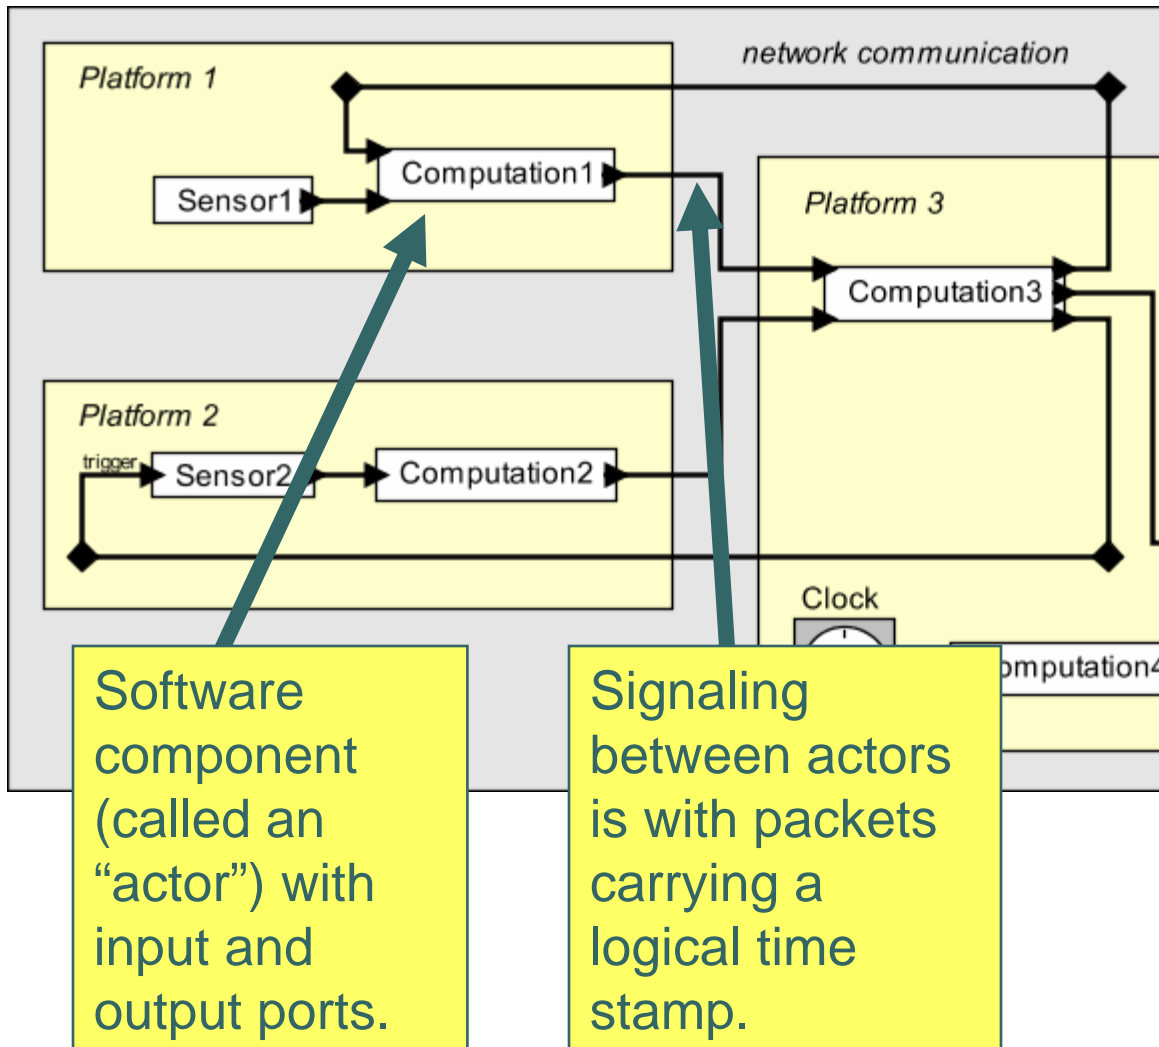 network communication
Platform 1
Computation1
Sensor1
Platform 3
Computation3
Platform 2
trigger
Sensor2
Computation2
Clock
omputation4
Software
component
(called an
“actor”) with
input and
output ports.
Signaling
between actors
is with packets
carrying a
logical time
stamp.